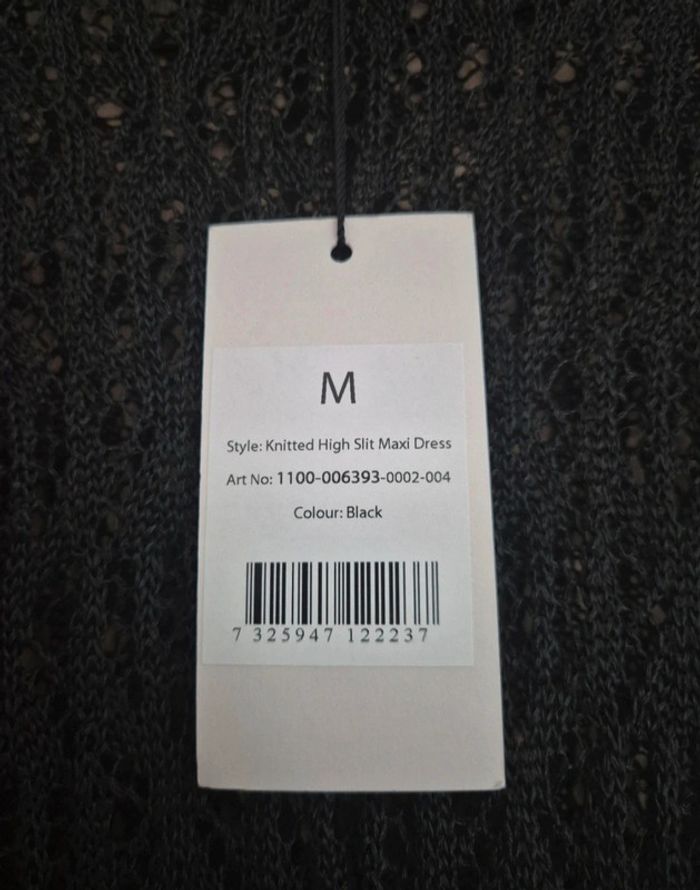 M
Style: Knitted High Slit Maxi Dress
Art No: 1100-006393-0002-004
Colour: Black
7 325947 122237